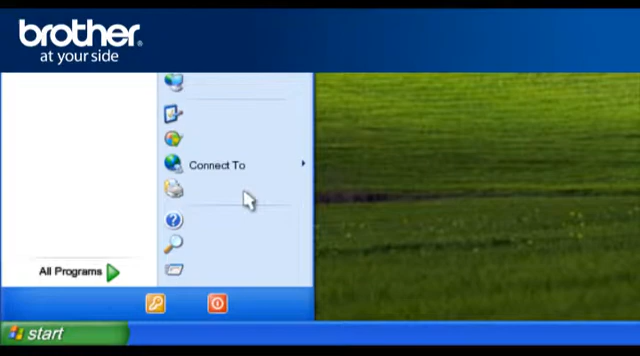 brother®
at your side
Connect To
All Programs
start